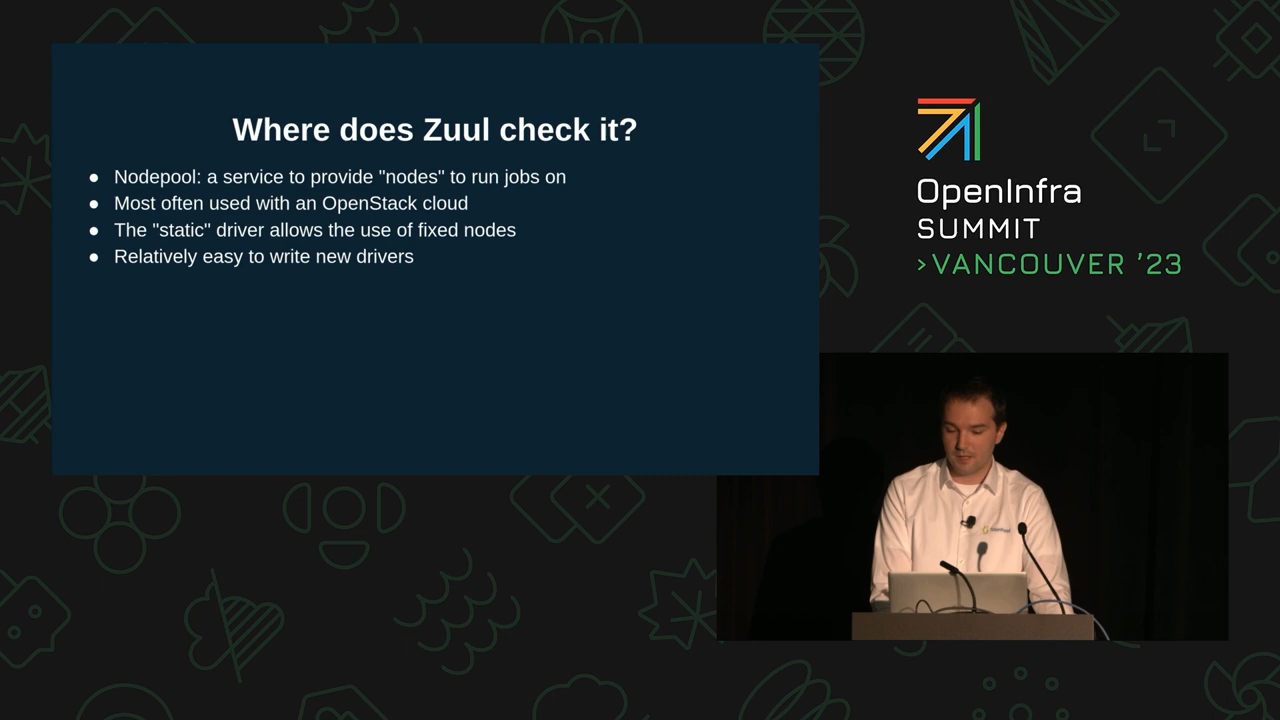 Where does Zuul check it?
● Nodepool: a service to provide "nodes" to run jobs on
● Most often used with an OpenStack cloud
● The "static" driver allows the use of fixed nodes
● Relatively easy to write new drivers
OpenInfra
SUMMIT
>VANCOUVER '23